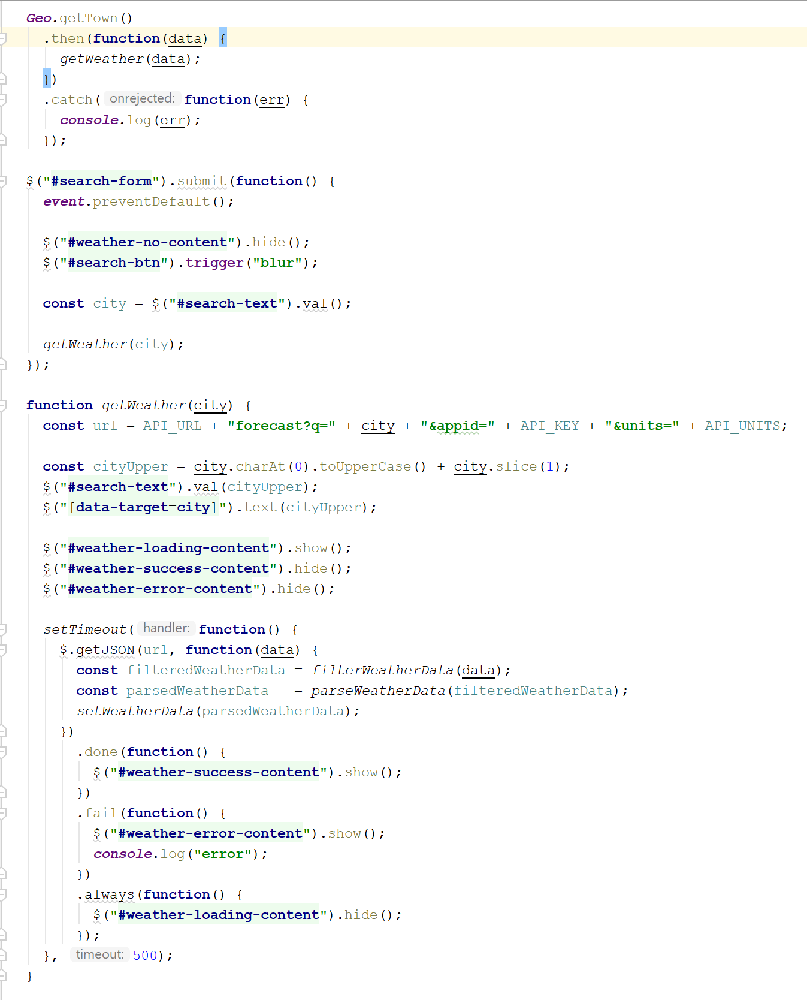 Geo.getTown()
  .then(function(data) {
    getWeather(data);
  })
  .catch( onrejected: function(err) {
    console.log(err);
  });

$("#search-form").submit(function() {
  event.preventDefault();

  $("#weather-no-content").hide();
  $("#search-btn").trigger("blur");

  const city = $("#search-text").val();

  getWeather(city);
});

function getWeather(city) {
  const url = API_URL + "forecast?q=" + city + "&appid=" + API_KEY + "&units=" + API_UNITS;

  const cityUpper = city.charAt(0).toUpperCase() + city.slice(1);
  $("#search-text").val(cityUpper);
  $("[data-target=city]").text(cityUpper);

  $("#weather-loading-content").show();
  $("#weather-success-content").hide();
  $("#weather-error-content").hide();

  setTimeout( handler: function() {
    $.getJSON(url, function(data) {
      const filteredWeatherData = filterWeatherData(data);
      const parsedWeatherData   = parseWeatherData(filteredWeatherData);
      setWeatherData(parsedWeatherData);
    })
      .done(function() {
        $("#weather-success-content").show();
      })
      .fail(function() {
        $("#weather-error-content").show();
        console.log("error");
      })
      .always(function() {
        $("#weather-loading-content").hide();
      });
  }, timeout: 500);
}